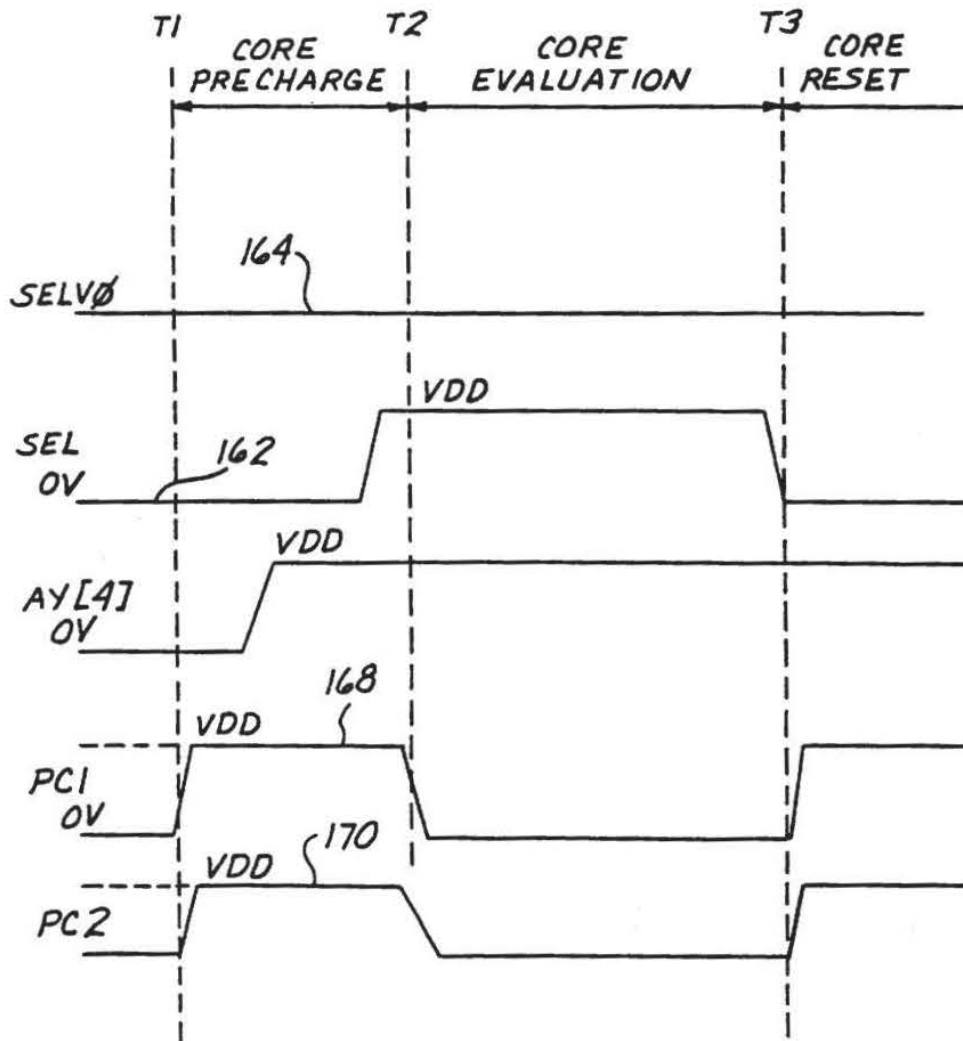 T1 T2 T3
CORE PRECHARGE
CORE EVALUATION
CORE RESET
164
SELVØ
VDD
SEL
0V
162
VDD
AY[4]
0V
168
VDD
PC1
0V
170
VDD
PC2